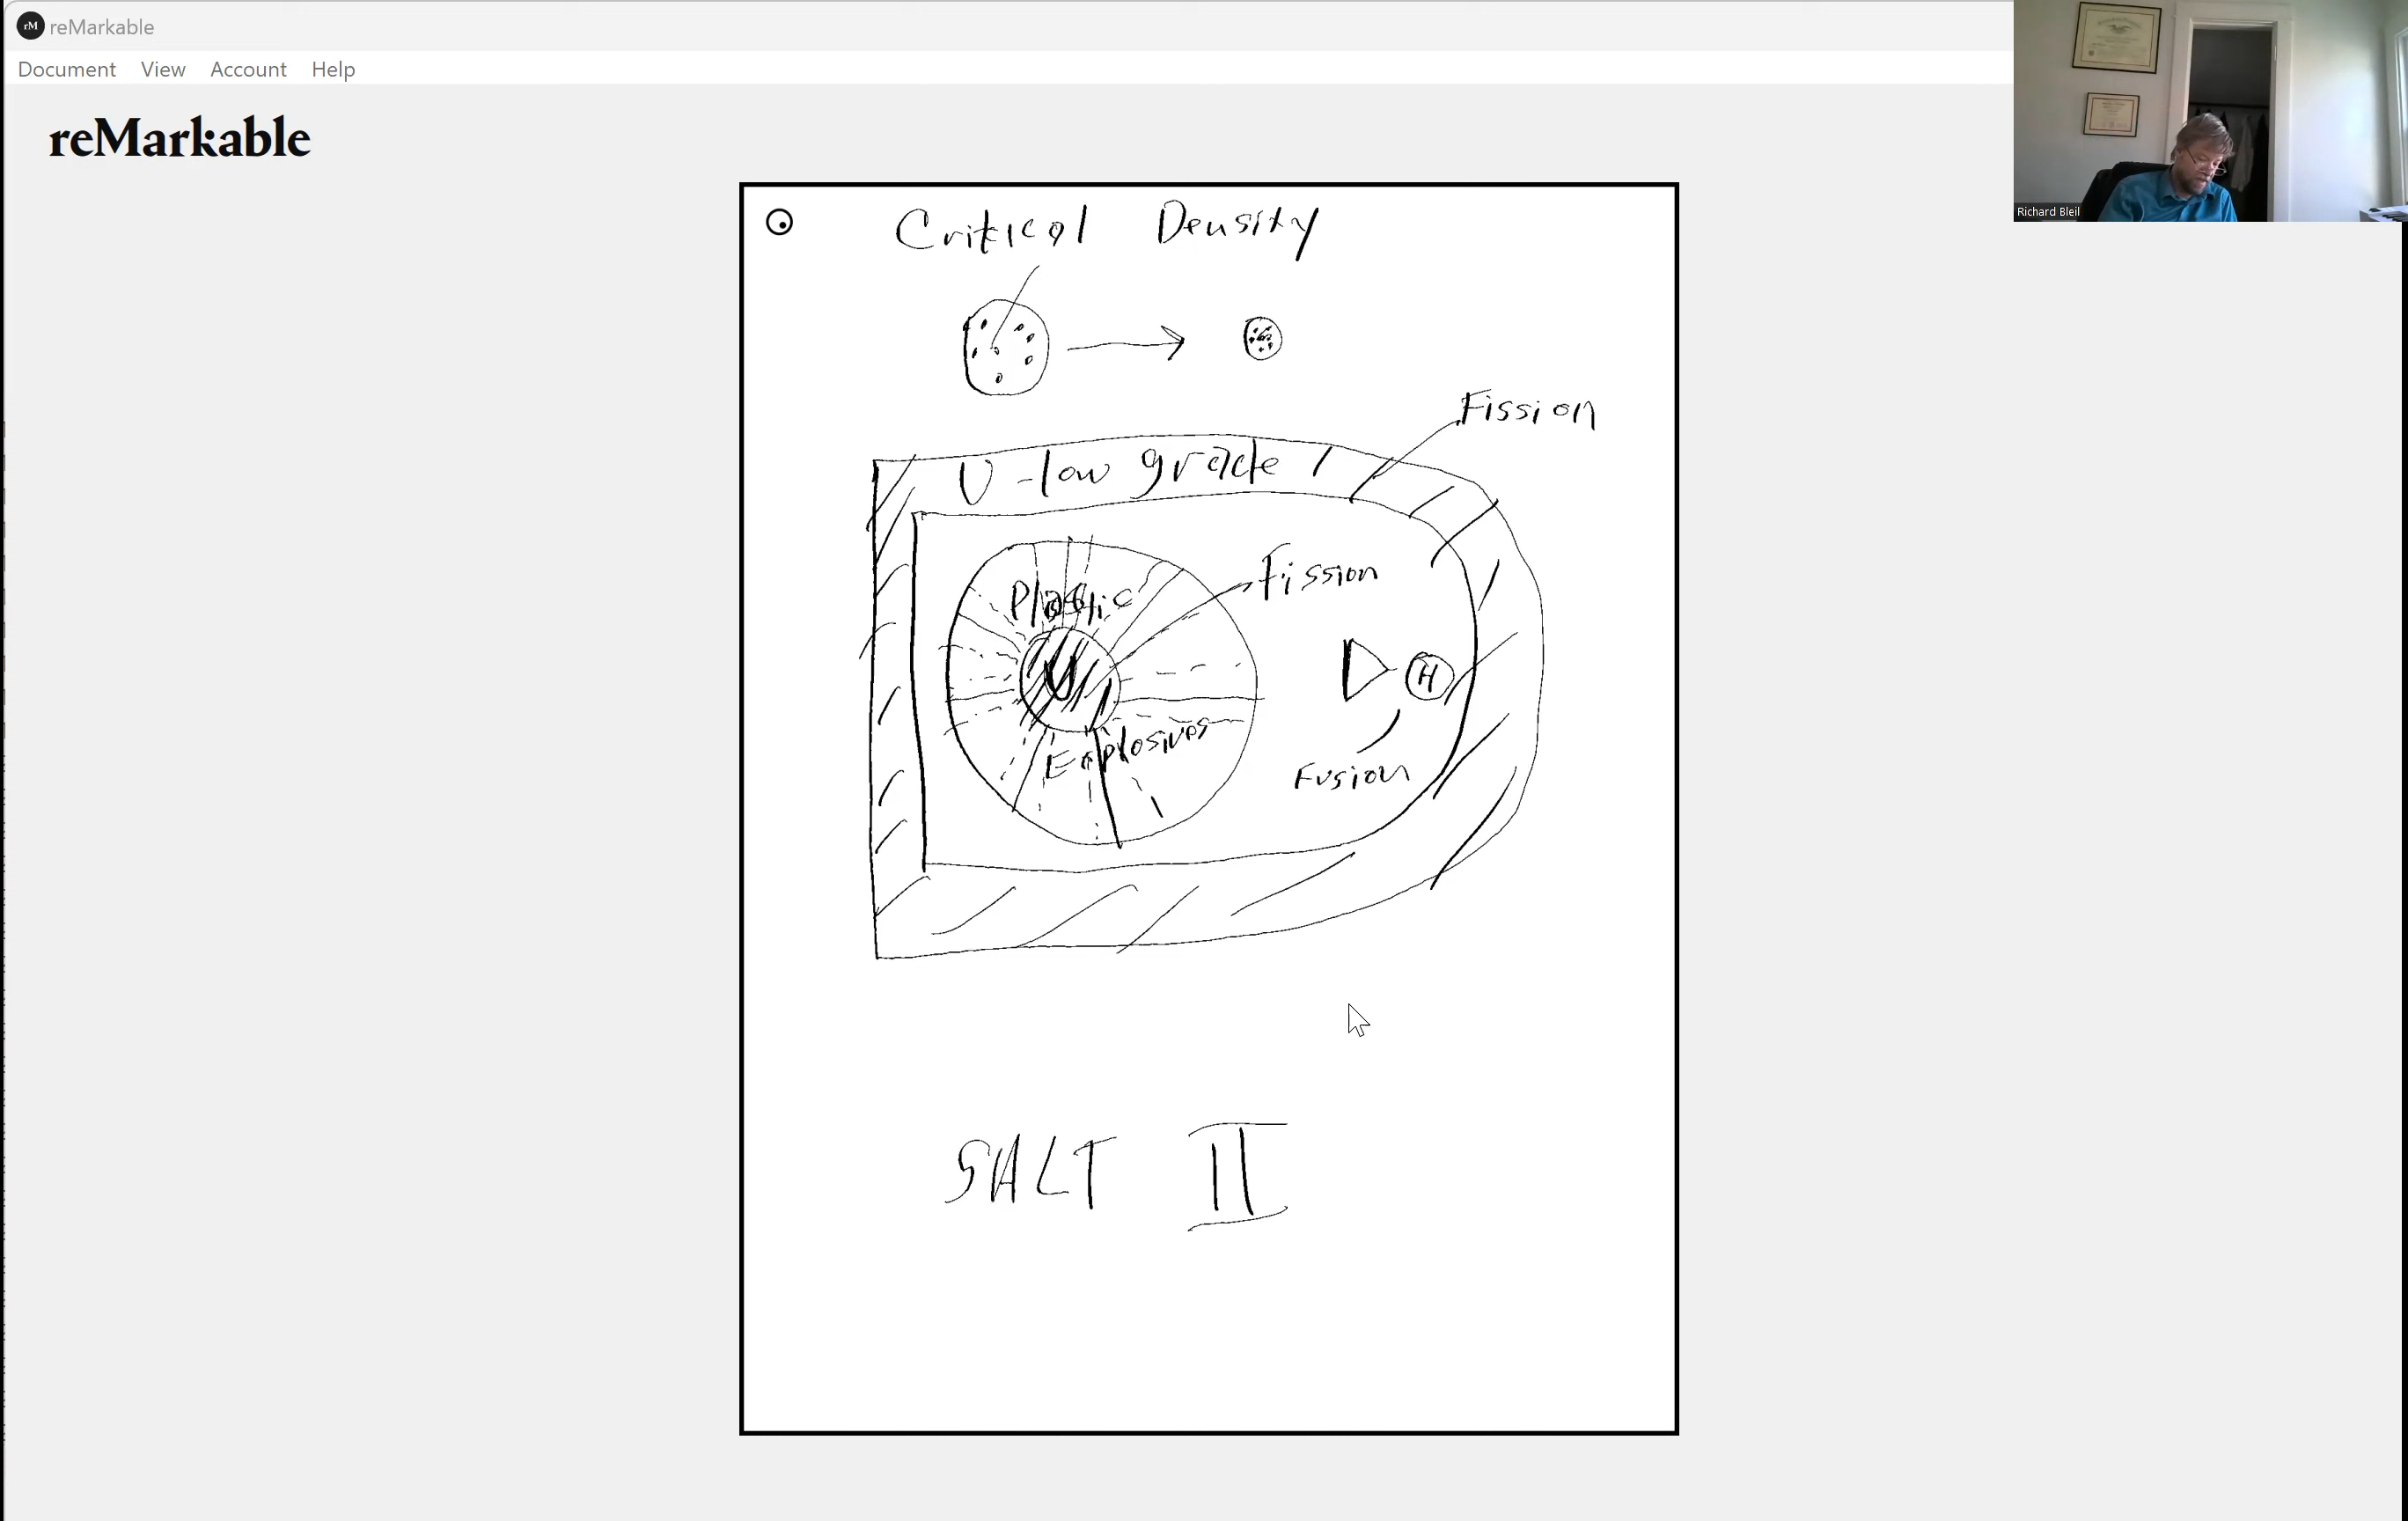 rM reMarkable
Document View Account Help
reMarkable
Richard Bleil
Critical Density
Fission
U -low grade
Plastic
Fission
U
H
Explosives
Fusion
SALT II